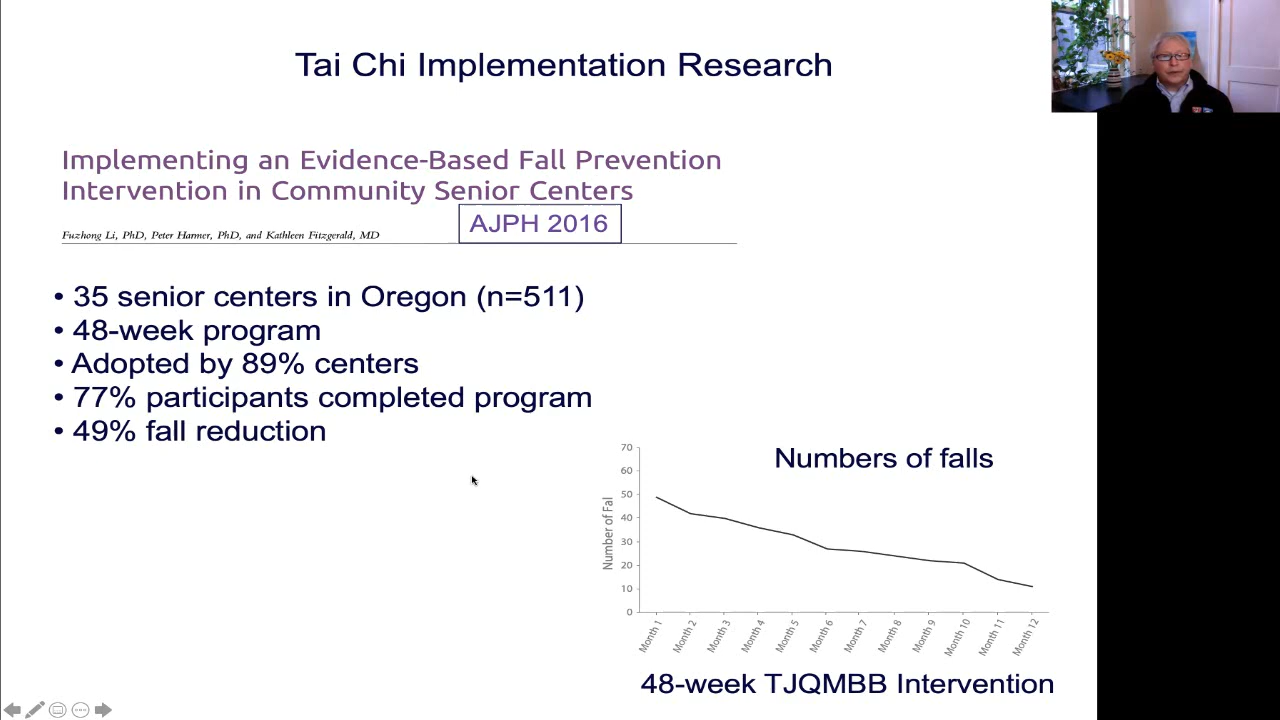 Tai Chi Implementation Research
Implementing an Evidence-Based Fall Prevention
Intervention in Community Senior Centers
AJPH 2016
Fuzhong Li, PhD, Peter Harmer, PhD, and Kathleen Fitzgerald, MD
• 35 senior centers in Oregon (n=511)
• 48-week program
• Adopted by 89% centers
• 77% participants completed program
• 49% fall reduction
Numbers of falls
Number of Fal
70
60
50
40
30
20
10
0
Month 1
Month 2
Month 3
Month 4
Month 5
Month 6
Month 7
Month 8
Month 9
Month 10
Month 11
Month 12
48-week TJQMBB Intervention